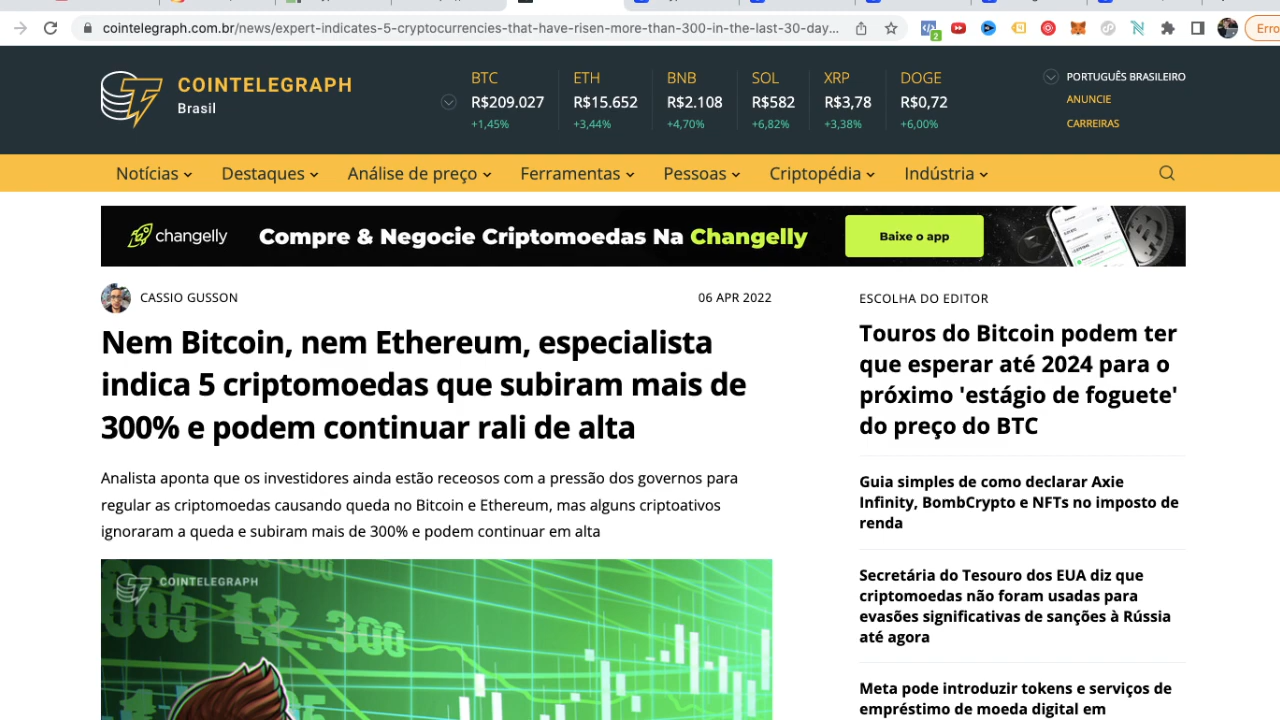 cointelegraph.com.br/news/expert-indicates-5-cryptocurrencies-that-have-risen-more-than-300-in-the-last-30-day...
2
Erro
COINTELEGRAPH
Brasil
BTC
R$209.027
+1,45%
ETH
R$15.652
+3,44%
BNB
R$2.108
+4,70%
SOL
R$582
+6,82%
XRP
R$3,78
+3,38%
DOGE
R$0,72
+6,00%
PORTUGUÊS BRASILEIRO
ANUNCIE
CARREIRAS
Notícias Destaques Análise de preço Ferramentas Pessoas Criptopédia Indústria
changelly Compre & Negocie Criptomoedas Na Changelly Baixe o app
CASSIO GUSSON 06 APR 2022
Nem Bitcoin, nem Ethereum, especialista
indica 5 criptomoedas que subiram mais de
300% e podem continuar rali de alta
Analista aponta que os investidores ainda estão receosos com a pressão dos governos para
regular as criptomoedas causando queda no Bitcoin e Ethereum, mas alguns criptoativos
ignoraram a queda e subiram mais de 300% e podem continuar em alta
COINTELEGRAPH
12.300
ESCOLHA DO EDITOR
Touros do Bitcoin podem ter
que esperar até 2024 para o
próximo 'estágio de foguete'
do preço do BTC
Guia simples de como declarar Axie
Infinity, BombCrypto e NFTs no imposto de
renda
Secretária do Tesouro dos EUA diz que
criptomoedas não foram usadas para
evasões significativas de sanções à Rússia
até agora
Meta pode introduzir tokens e serviços de
empréstimo de moeda digital em